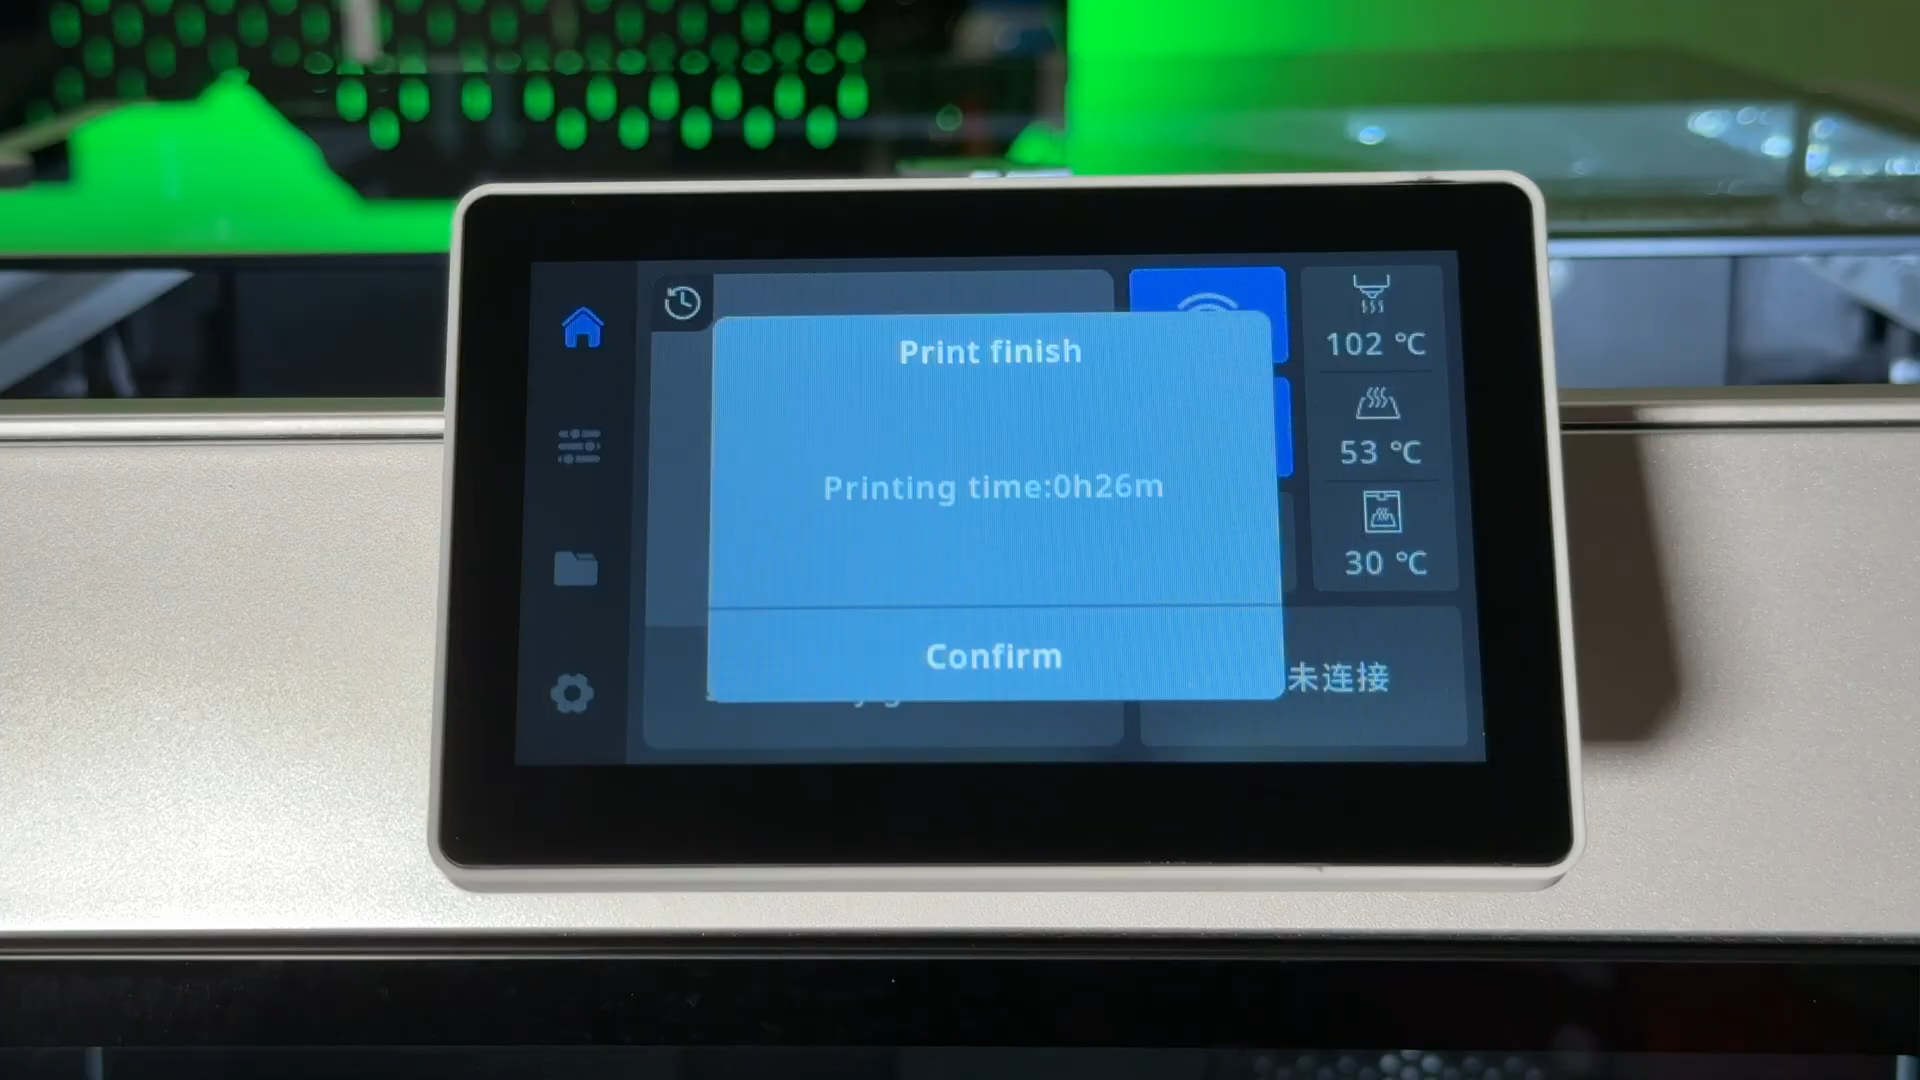 Print finish
Printing time:0h26m
Confirm
102 °C
53 °C
30 °C
未连接